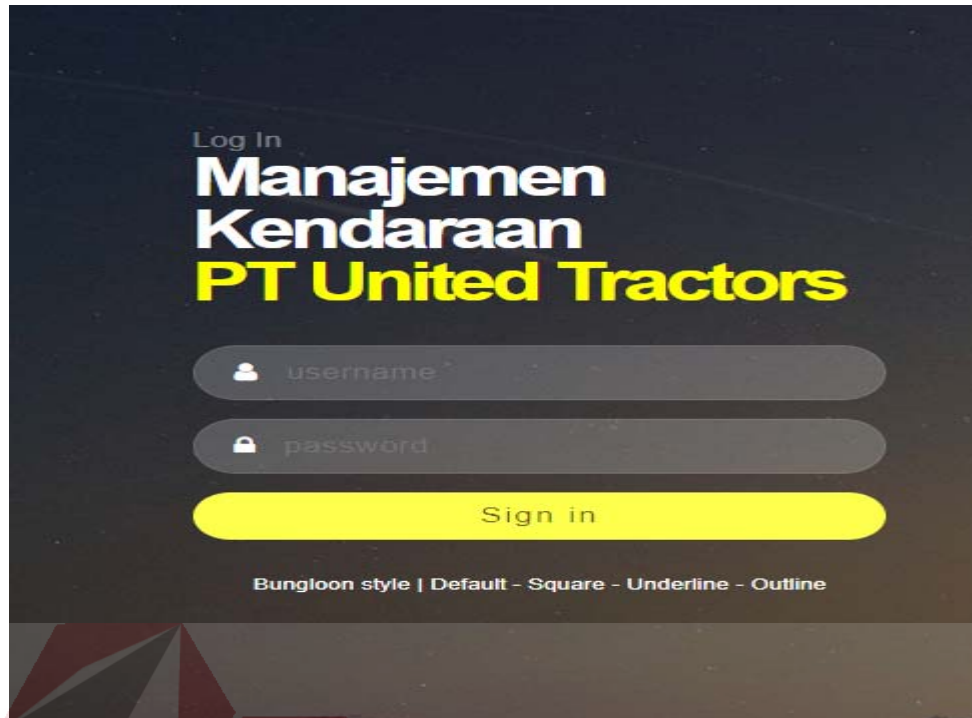 Log In
Manajemen
Kendaraan
PT United Tractors
username
password
Sign in
Bungloon style | Default - Square - Underline - Outline